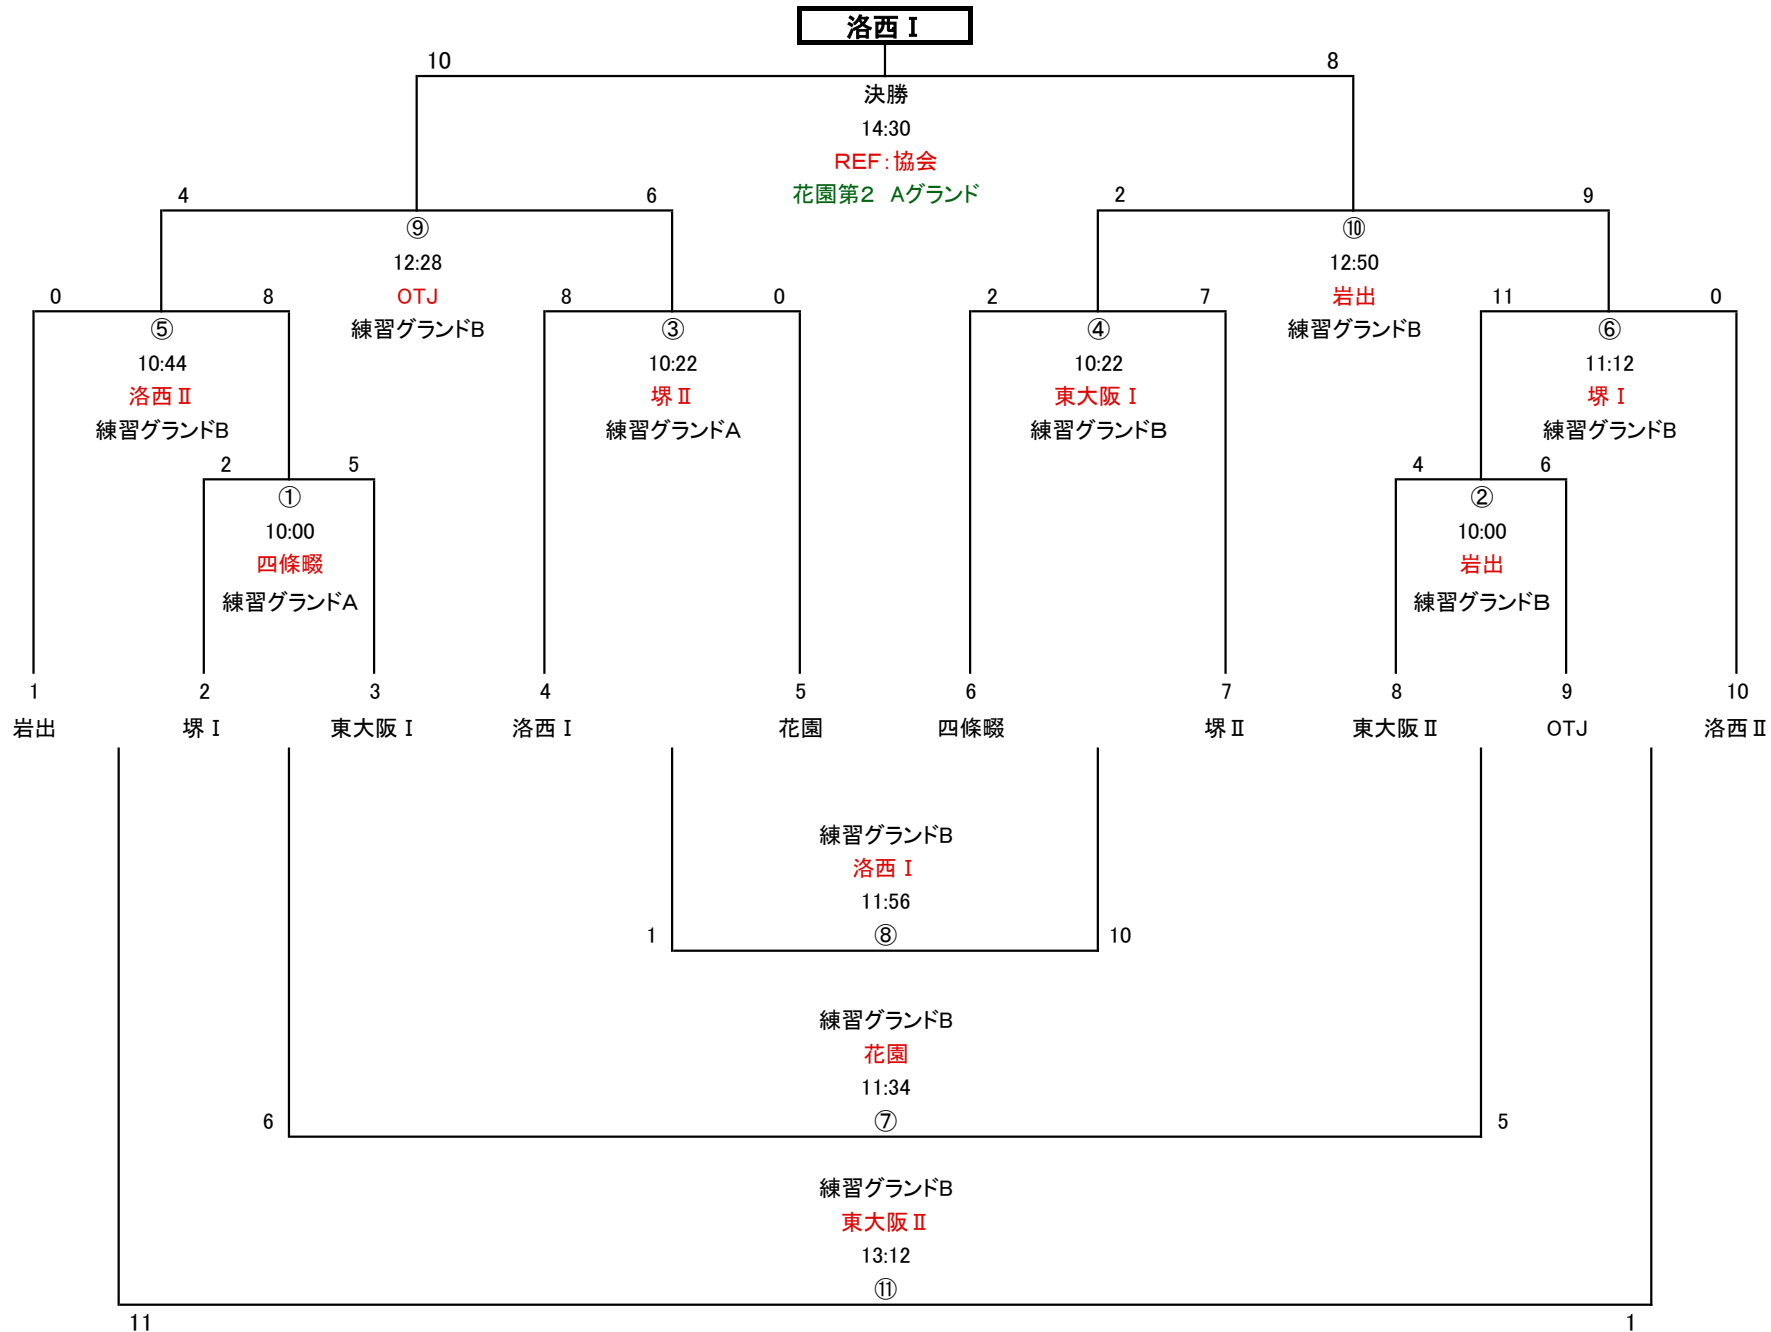 洛西Ⅰ
10 8
決勝
14:30
REF:協会
花園第2 Aグランド
4 6 2 9
⑨ ⑩
12:28 12:50
0 8 OTJ 8 0 2 7 岩出 11 0
⑤ 練習グランドB ③ ④ 練習グランドB ⑥
10:44 10:22 10:22 11:12
洛西Ⅱ 堺Ⅱ 東大阪Ⅰ 堺Ⅰ
練習グランドB 練習グランドA 練習グランドB 練習グランドB
2 5 4 6
① ②
10:00 10:00
四條畷 岩出
練習グランドA 練習グランドB
1 2 3 4 5 6 7 8 9 10
岩出 堺Ⅰ 東大阪Ⅰ 洛西Ⅰ 花園 四條畷 堺Ⅱ 東大阪Ⅱ OTJ 洛西Ⅱ
練習グランドB
洛西Ⅰ
11:56
1 ⑧ 10
練習グランドB
花園
11:34
6 ⑦ 5
練習グランドB
東大阪Ⅱ
13:12
⑪
11 1